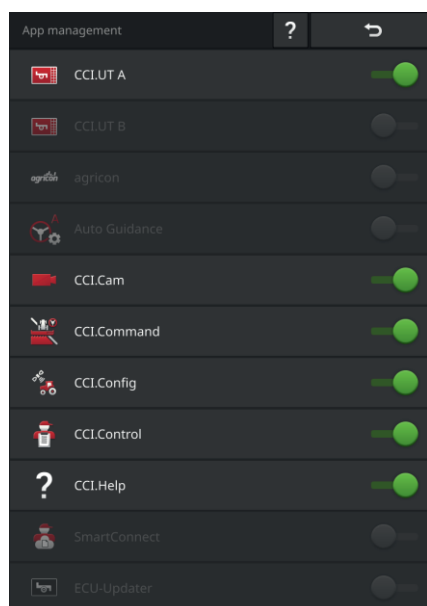 App management ?
CCI.UT A
CCI.UT B
agricon agricon
Auto Guidance
CCI.Cam
CCI.Command
CCI.Config
CCI.Control
? CCI.Help
SmartConnect
ECU-Updater